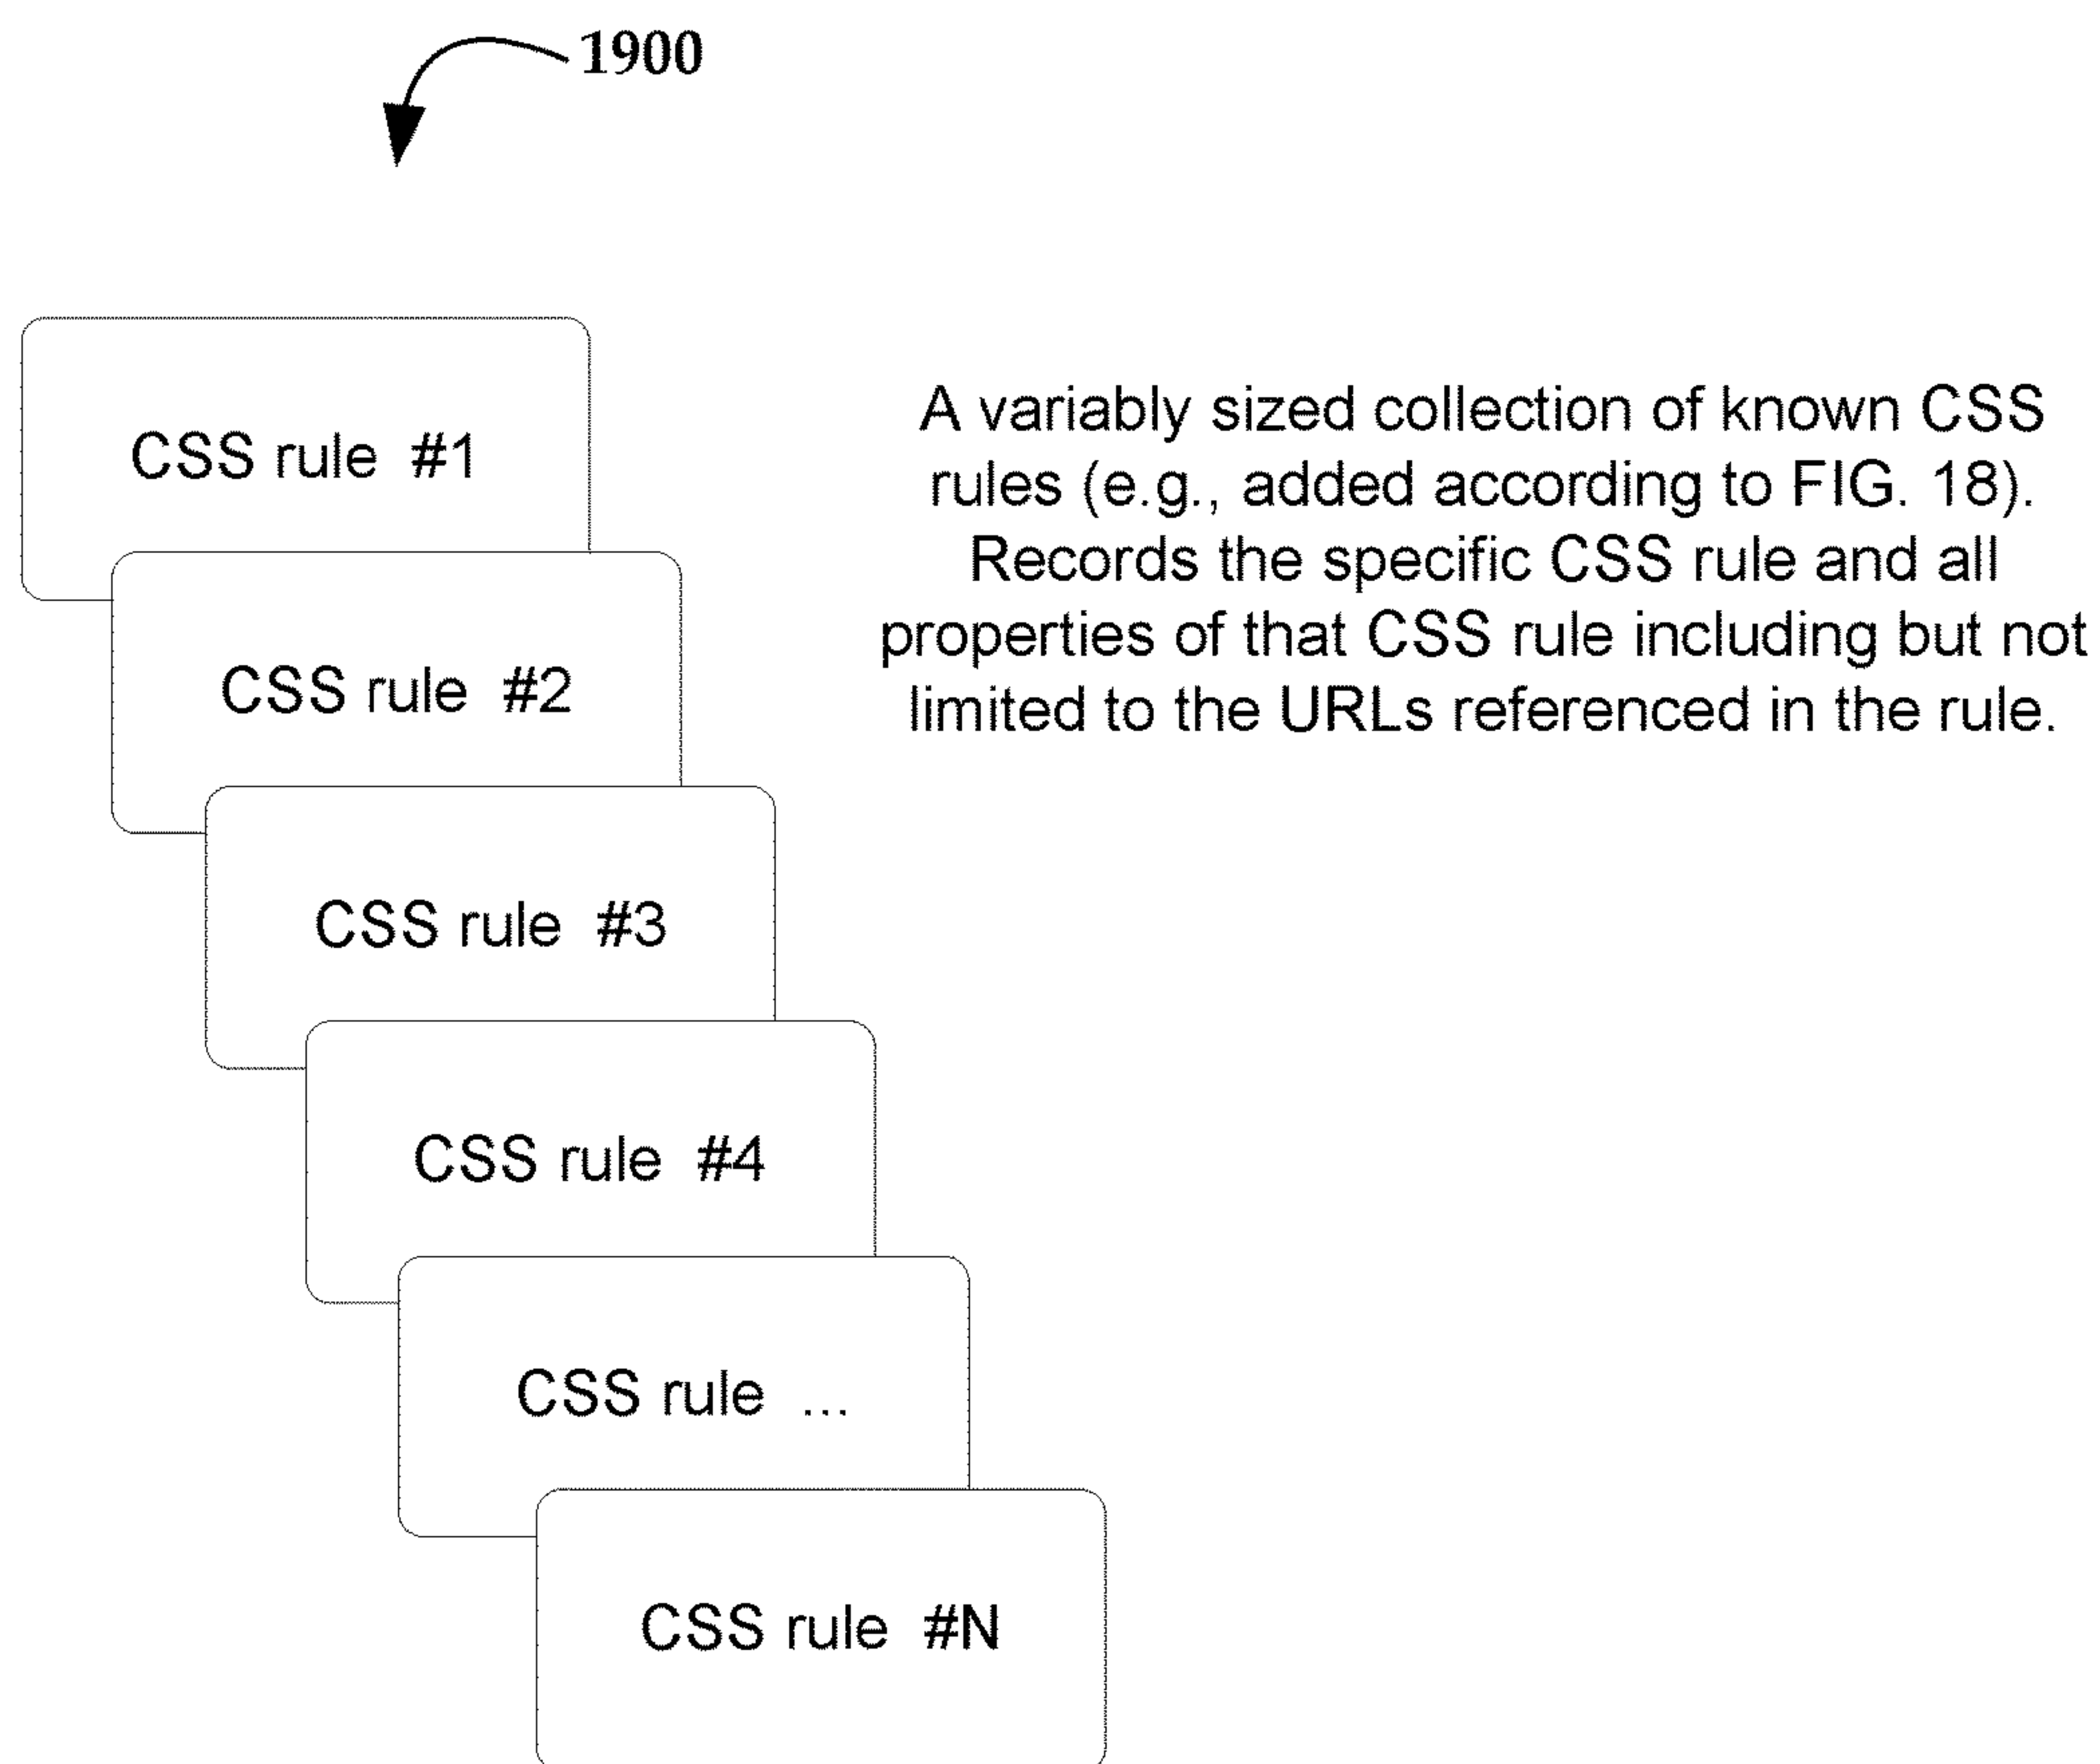 1900
CSS rule #1
A variably sized collection of known CSS
rules (e.g., added according to FIG. 18).
Records the specific CSS rule and all
properties of that CSS rule including but not
limited to the URLs referenced in the rule.
CSS rule #2
CSS rule #3
CSS rule #4
CSS rule ...
CSS rule #N